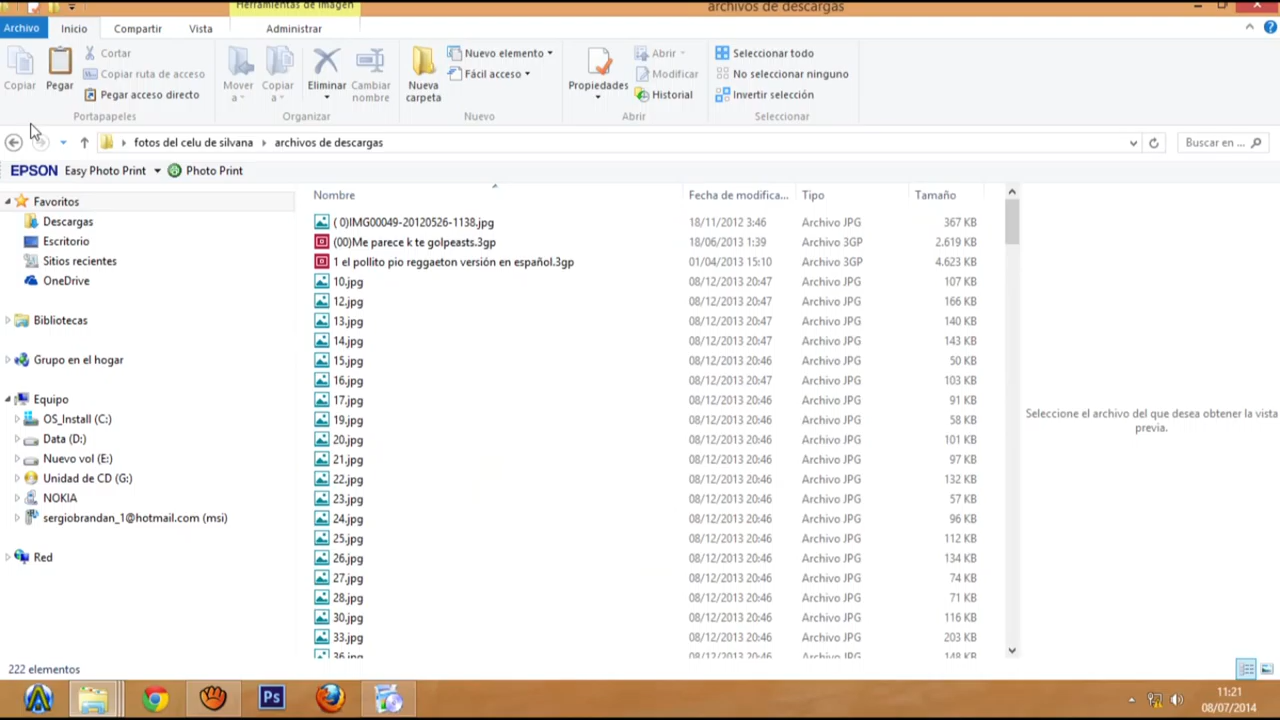 Herramientas de imagen
archivos de descargas
Archivo
Inicio
Compartir
Vista
Administrar
Copiar
Pegar
Cortar
Copiar ruta de acceso
Pegar acceso directo
Portapapeles
Mover a
Copiar a
Eliminar
Cambiar nombre
Organizar
Nueva carpeta
Nuevo elemento
Fácil acceso
Nuevo
Propiedades
Abrir
Modificar
Historial
Abrir
Seleccionar todo
No seleccionar ninguno
Invertir selección
Seleccionar
fotos del celu de silvana
archivos de descargas
Buscar en ...
EPSON Easy Photo Print
Photo Print
Favoritos
Descargas
Escritorio
Sitios recientes
OneDrive
Bibliotecas
Grupo en el hogar
Equipo
OS_Install (C:)
Data (D:)
Nuevo vol (E:)
Unidad de CD (G:)
NOKIA
sergiobrandan_1@hotmail.com (msi)
Red
Nombre Fecha de modifica... Tipo Tamaño
( 0)IMG00049-20120526-1138.jpg 18/11/2012 3:46 Archivo JPG 367 KB
(00)Me parece k te golpeasts.3gp 18/06/2013 1:39 Archivo 3GP 2.619 KB
1 el pollito pio reggaeton versión en español.3gp 01/04/2013 15:10 Archivo 3GP 4.623 KB
10.jpg 08/12/2013 20:47 Archivo JPG 107 KB
12.jpg 08/12/2013 20:47 Archivo JPG 166 KB
13.jpg 08/12/2013 20:47 Archivo JPG 140 KB
14.jpg 08/12/2013 20:47 Archivo JPG 143 KB
15.jpg 08/12/2013 20:46 Archivo JPG 50 KB
16.jpg 08/12/2013 20:47 Archivo JPG 103 KB
17.jpg 08/12/2013 20:46 Archivo JPG 91 KB
19.jpg 08/12/2013 20:46 Archivo JPG 58 KB
20.jpg 08/12/2013 20:46 Archivo JPG 101 KB
21.jpg 08/12/2013 20:46 Archivo JPG 97 KB
22.jpg 08/12/2013 20:46 Archivo JPG 132 KB
23.jpg 08/12/2013 20:46 Archivo JPG 57 KB
24.jpg 08/12/2013 20:46 Archivo JPG 96 KB
25.jpg 08/12/2013 20:46 Archivo JPG 112 KB
26.jpg 08/12/2013 20:46 Archivo JPG 134 KB
27.jpg 08/12/2013 20:46 Archivo JPG 74 KB
28.jpg 08/12/2013 20:46 Archivo JPG 71 KB
30.jpg 08/12/2013 20:46 Archivo JPG 116 KB
33.jpg 08/12/2013 20:46 Archivo JPG 203 KB
36.jpg 08/12/2013 20:46 Archivo JPG 148 KB
Seleccione el archivo del que desea obtener la vista
previa.
222 elementos
Ps
11:21
08/07/2014